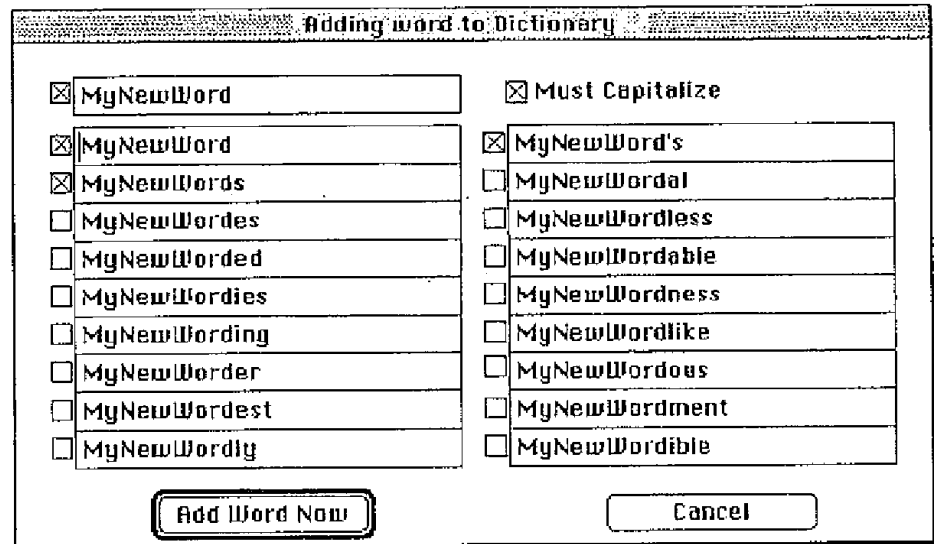 Adding word to Dictionary
MyNewWord
Must Capitalize
MyNewWord
MyNewWords
MyNewWordes
MyNewWorded
MyNewWordies
MyNewWording
MyNewWorder
MyNewWordest
MyNewWordly
MyNewWord's
MyNewWordal
MyNewWordless
MyNewWordable
MyNewWordness
MyNewWordlike
MyNewWordous
MyNewWordment
MyNewWordible
Add Word Now
Cancel